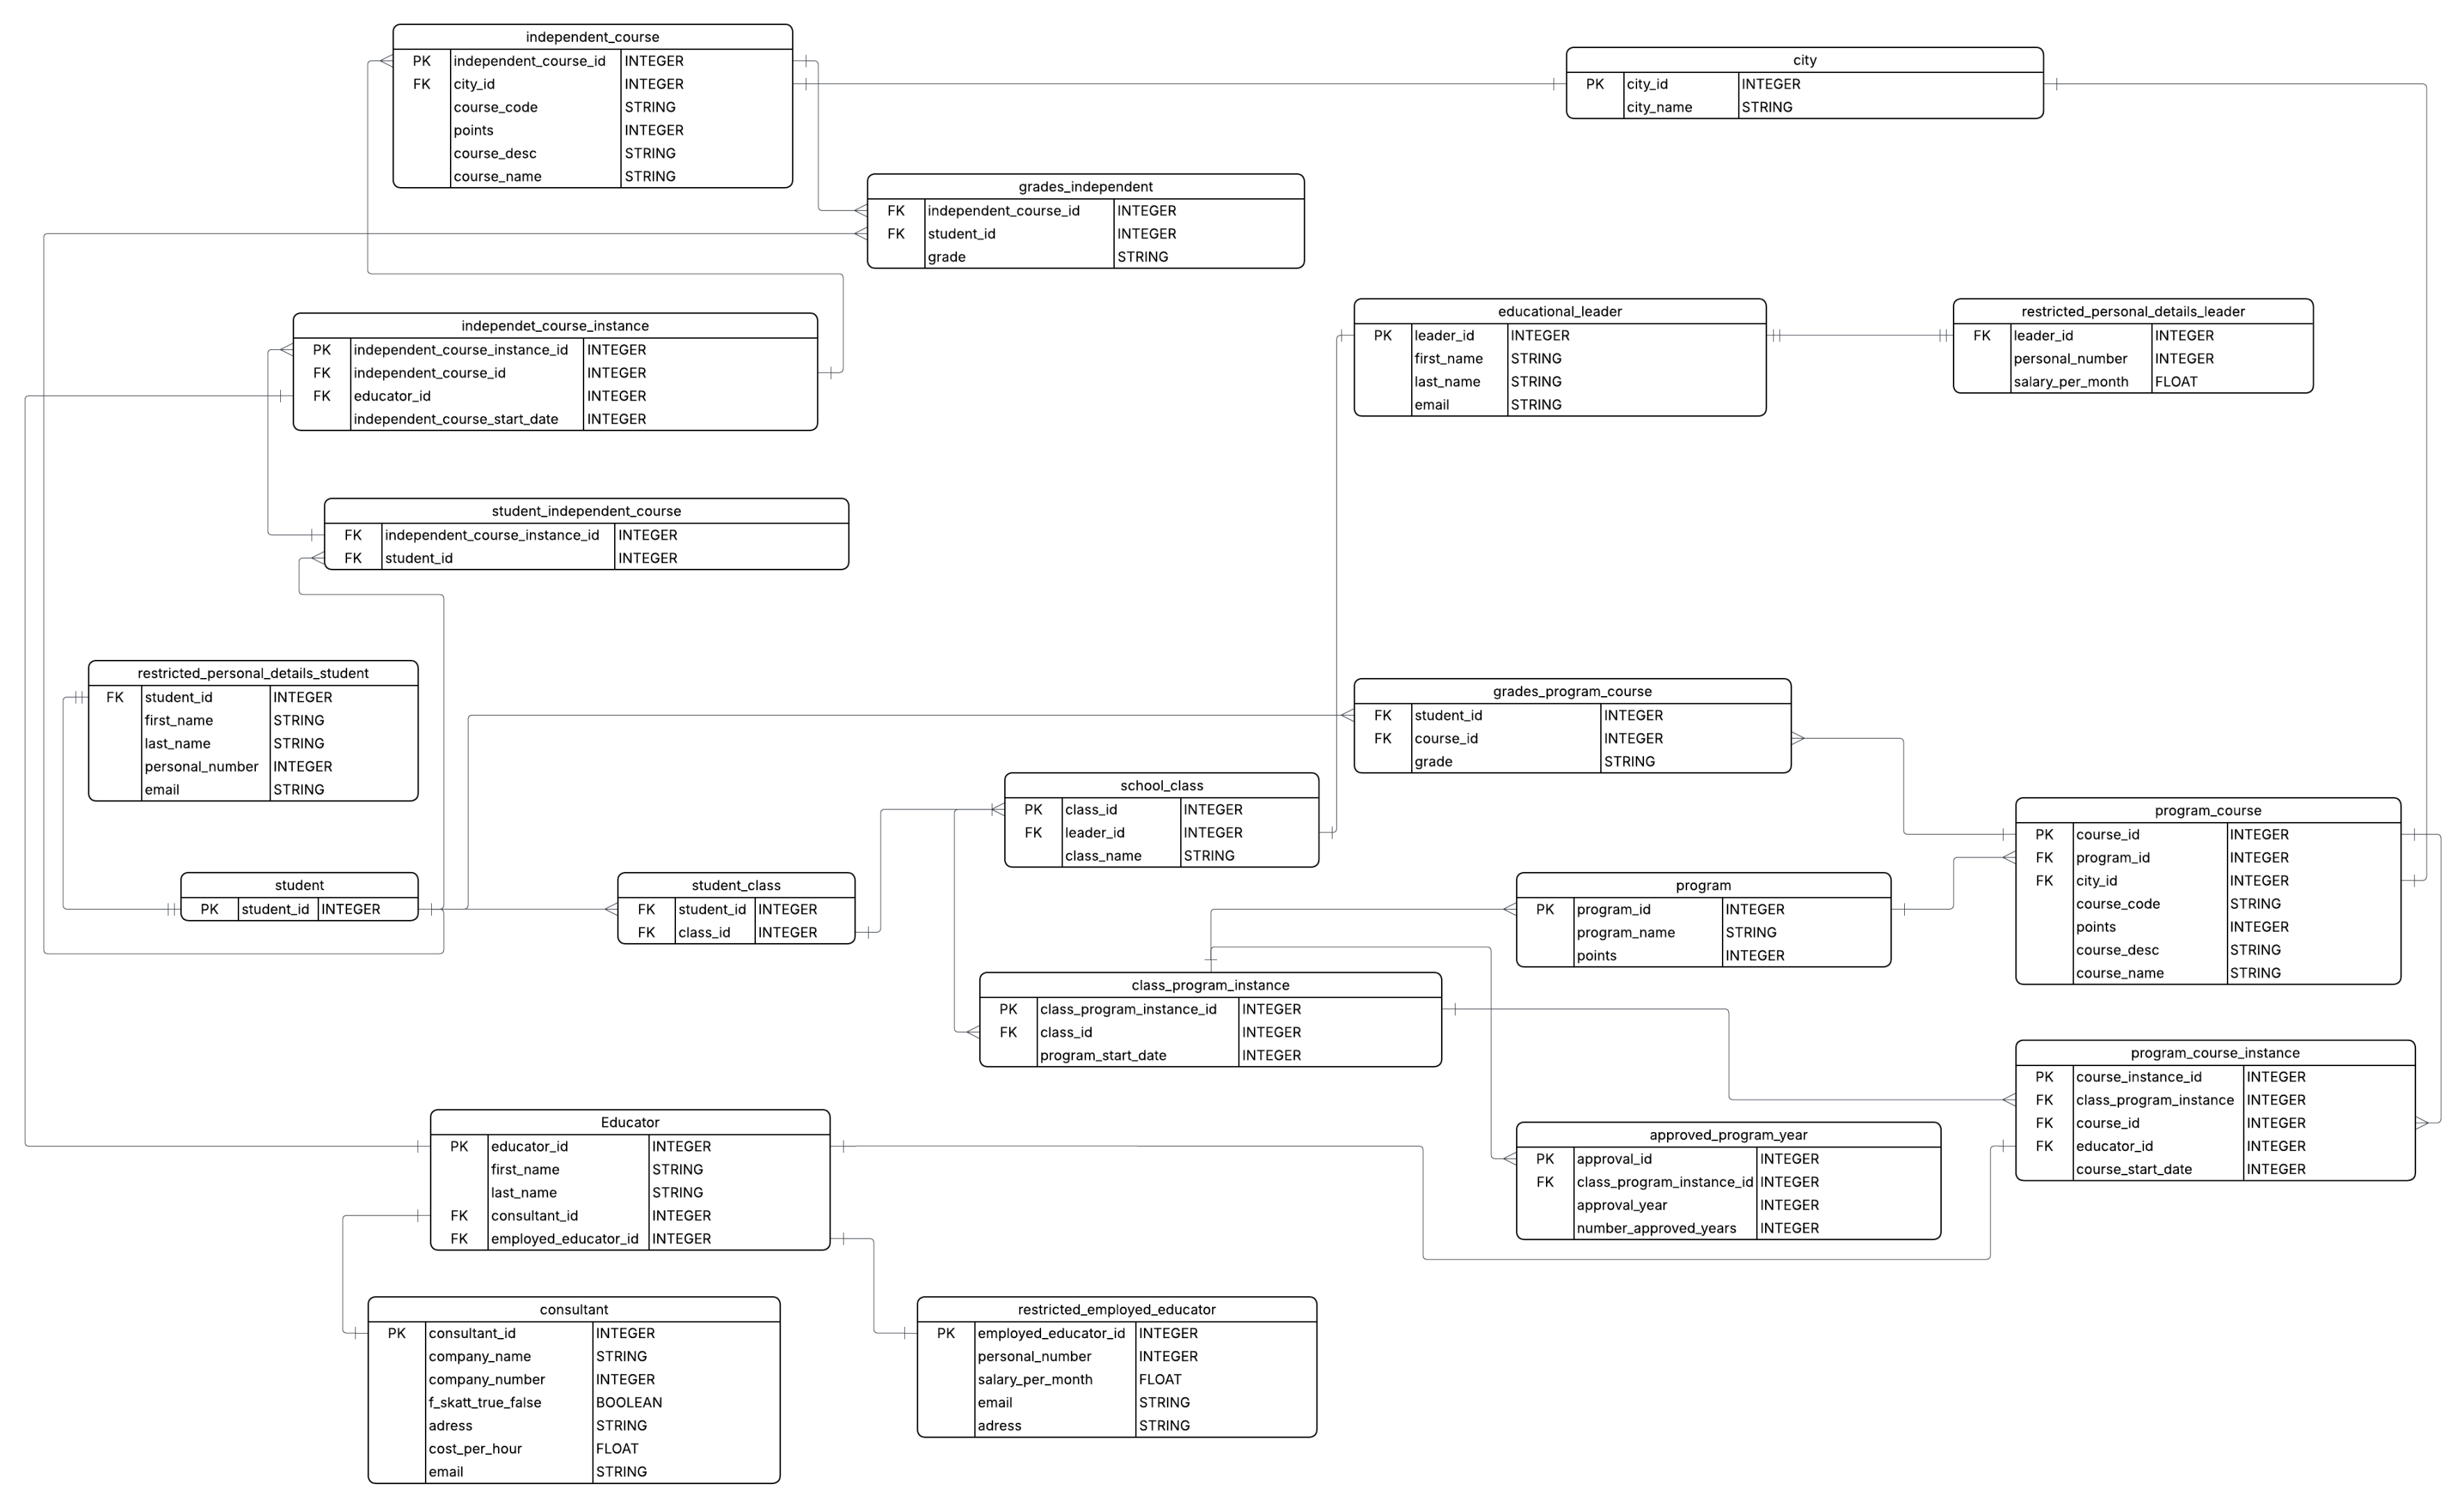 independent_course
PK independent_course_id INTEGER
FK city_id INTEGER
course_code STRING
points INTEGER
course_desc STRING
course_name STRING
city
PK city_id INTEGER
city_name STRING
grades_independent
FK independent_course_id INTEGER
FK student_id INTEGER
grade STRING
independet_course_instance
PK independent_course_instance_id INTEGER
FK independent_course_id INTEGER
FK educator_id INTEGER
independent_course_start_date INTEGER
educational_leader
PK leader_id INTEGER
first_name STRING
last_name STRING
email STRING
restricted_personal_details_leader
FK leader_id INTEGER
personal_number INTEGER
salary_per_month FLOAT
student_independent_course
FK independent_course_instance_id INTEGER
FK student_id INTEGER
restricted_personal_details_student
FK student_id INTEGER
first_name STRING
last_name STRING
personal_number INTEGER
email STRING
grades_program_course
FK student_id INTEGER
FK course_id INTEGER
grade STRING
school_class
PK class_id INTEGER
FK leader_id INTEGER
class_name STRING
program_course
PK course_id INTEGER
FK program_id INTEGER
FK city_id INTEGER
course_code STRING
points INTEGER
course_desc STRING
course_name STRING
student
PK student_id INTEGER
student_class
FK student_id INTEGER
FK class_id INTEGER
program
PK program_id INTEGER
program_name STRING
points INTEGER
class_program_instance
PK class_program_instance_id INTEGER
FK class_id INTEGER
program_start_date INTEGER
program_course_instance
PK course_instance_id INTEGER
FK class_program_instance INTEGER
FK course_id INTEGER
FK educator_id INTEGER
course_start_date INTEGER
Educator
PK educator_id INTEGER
first_name STRING
last_name STRING
FK consultant_id INTEGER
FK employed_educator_id INTEGER
approved_program_year
PK approval_id INTEGER
FK class_program_instance_id INTEGER
approval_year INTEGER
number_approved_years INTEGER
consultant
PK consultant_id INTEGER
company_name STRING
company_number INTEGER
f_skatt_true_false BOOLEAN
adress STRING
cost_per_hour FLOAT
email STRING
restricted_employed_educator
PK employed_educator_id INTEGER
personal_number INTEGER
salary_per_month FLOAT
email STRING
adress STRING